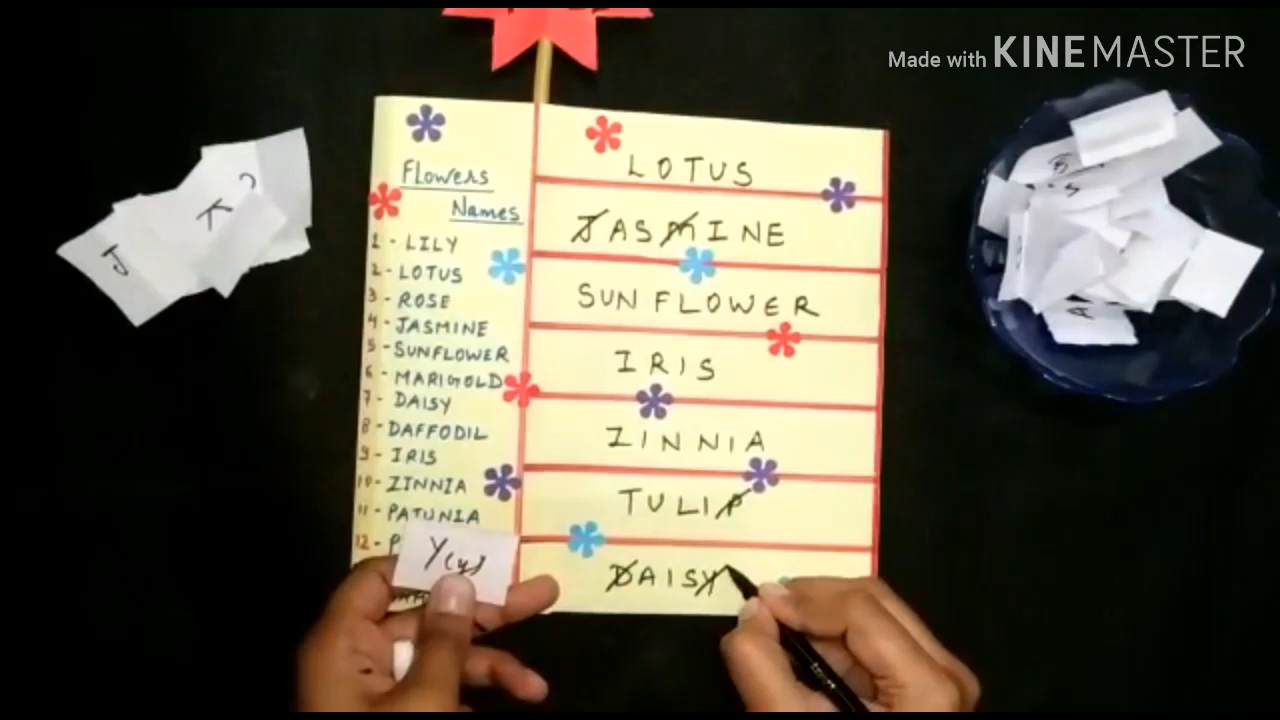 Made with KINEMASTER
Flowers
Names
1 - LILY
2 - LOTUS
3 - ROSE
4 - JASMINE
5 - SUNFLOWER
6 - MARIGOLD
7 - DAISY
8 - DAFFODIL
9 - IRIS
10 - ZINNIA
11 - PATUNIA
12 - P
LOTUS
JASMINE
SUNFLOWER
IRIS
ZINNIA
TULIP
DAISY
Y(y)
J
K
A